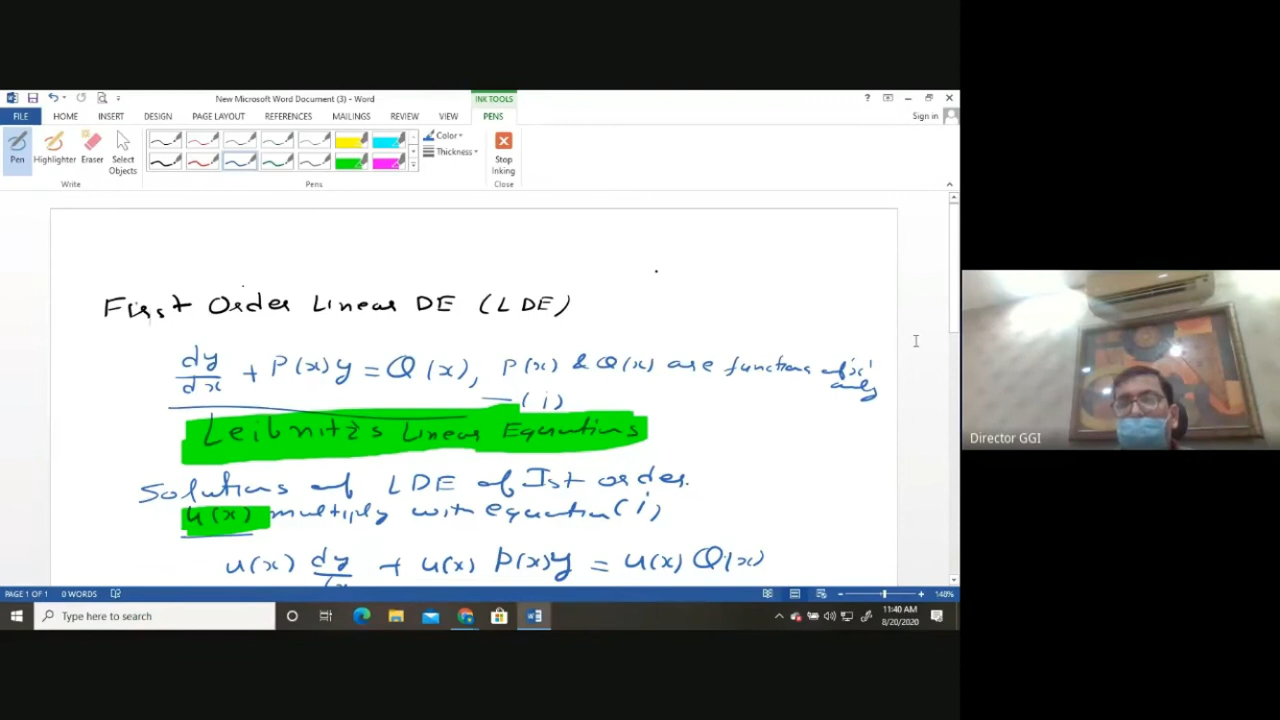 New Microsoft Word Document (3) - Word
INK TOOLS
Sign in
FILE HOME INSERT DESIGN PAGE LAYOUT REFERENCES MAILINGS REVIEW VIEW PENS
Pen Highlighter Eraser Select Objects
Color
Thickness
Stop Inking
Write Pens Close
First Order Linear DE (LDE)
dy/dx + P(x)y = Q(x), P(x) & Q(x) are functions of 'x' only
—(i)
Leibnitz's Linear Equations
Solutions of LDE of Ist order.
u(x) multiply with equation (i)
u(x) dy/dx + u(x) P(x)y = u(x) Q(x)
Director GGI
PAGE 1 OF 1 0 WORDS 148%
Type here to search
11:40 AM
8/20/2020